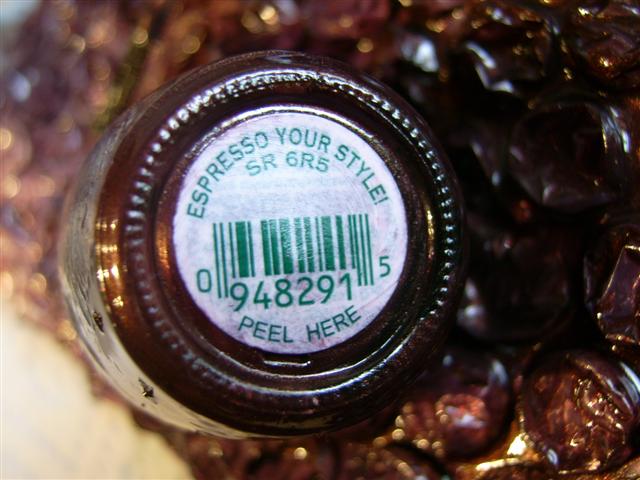 ESPRESSO YOUR STYLE!
SR 6R5
0 948291 5
PEEL HERE